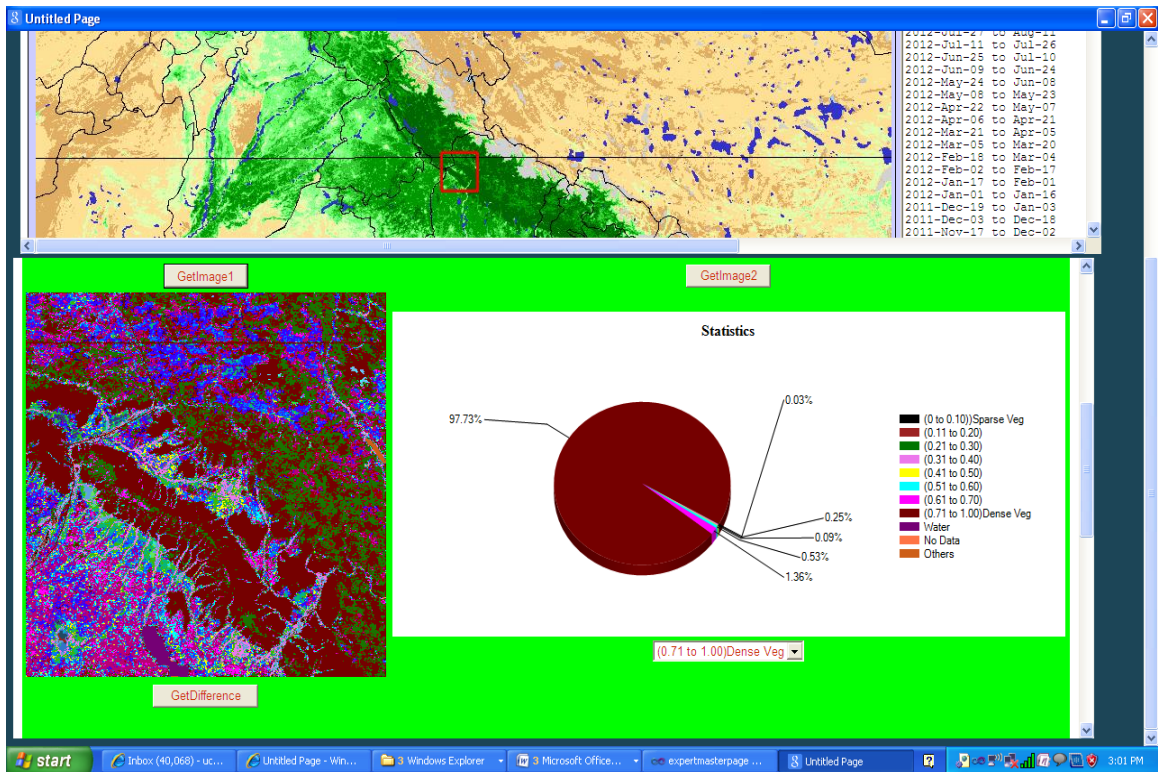 Untitled Page
2012-Jul-27 to Aug-11
2012-Jul-11 to Jul-26
2012-Jun-25 to Jul-10
2012-Jun-09 to Jun-24
2012-May-24 to Jun-08
2012-May-08 to May-23
2012-Apr-22 to May-07
2012-Apr-06 to Apr-21
2012-Mar-21 to Apr-05
2012-Mar-05 to Mar-20
2012-Feb-18 to Mar-04
2012-Feb-02 to Feb-17
2012-Jan-17 to Feb-01
2012-Jan-01 to Jan-16
2011-Dec-19 to Jan-03
2011-Dec-03 to Dec-18
2011-Nov-17 to Dec-02
GetImage1
GetImage2
Statistics
97.73%
0.03%
0.25%
0.09%
0.53%
1.36%
(0 to 0.10))Sparse Veg
(0.11 to 0.20)
(0.21 to 0.30)
(0.31 to 0.40)
(0.41 to 0.50)
(0.51 to 0.60)
(0.61 to 0.70)
(0.71 to 1.00)Dense Veg
Water
No Data
Others
(0.71 to 1.00)Dense Veg
GetDifference
start
Inbox (40,068) - uc...
Untitled Page - Win...
3 Windows Explorer
3 Microsoft Office...
expertmasterpage ...
Untitled Page
3:01 PM